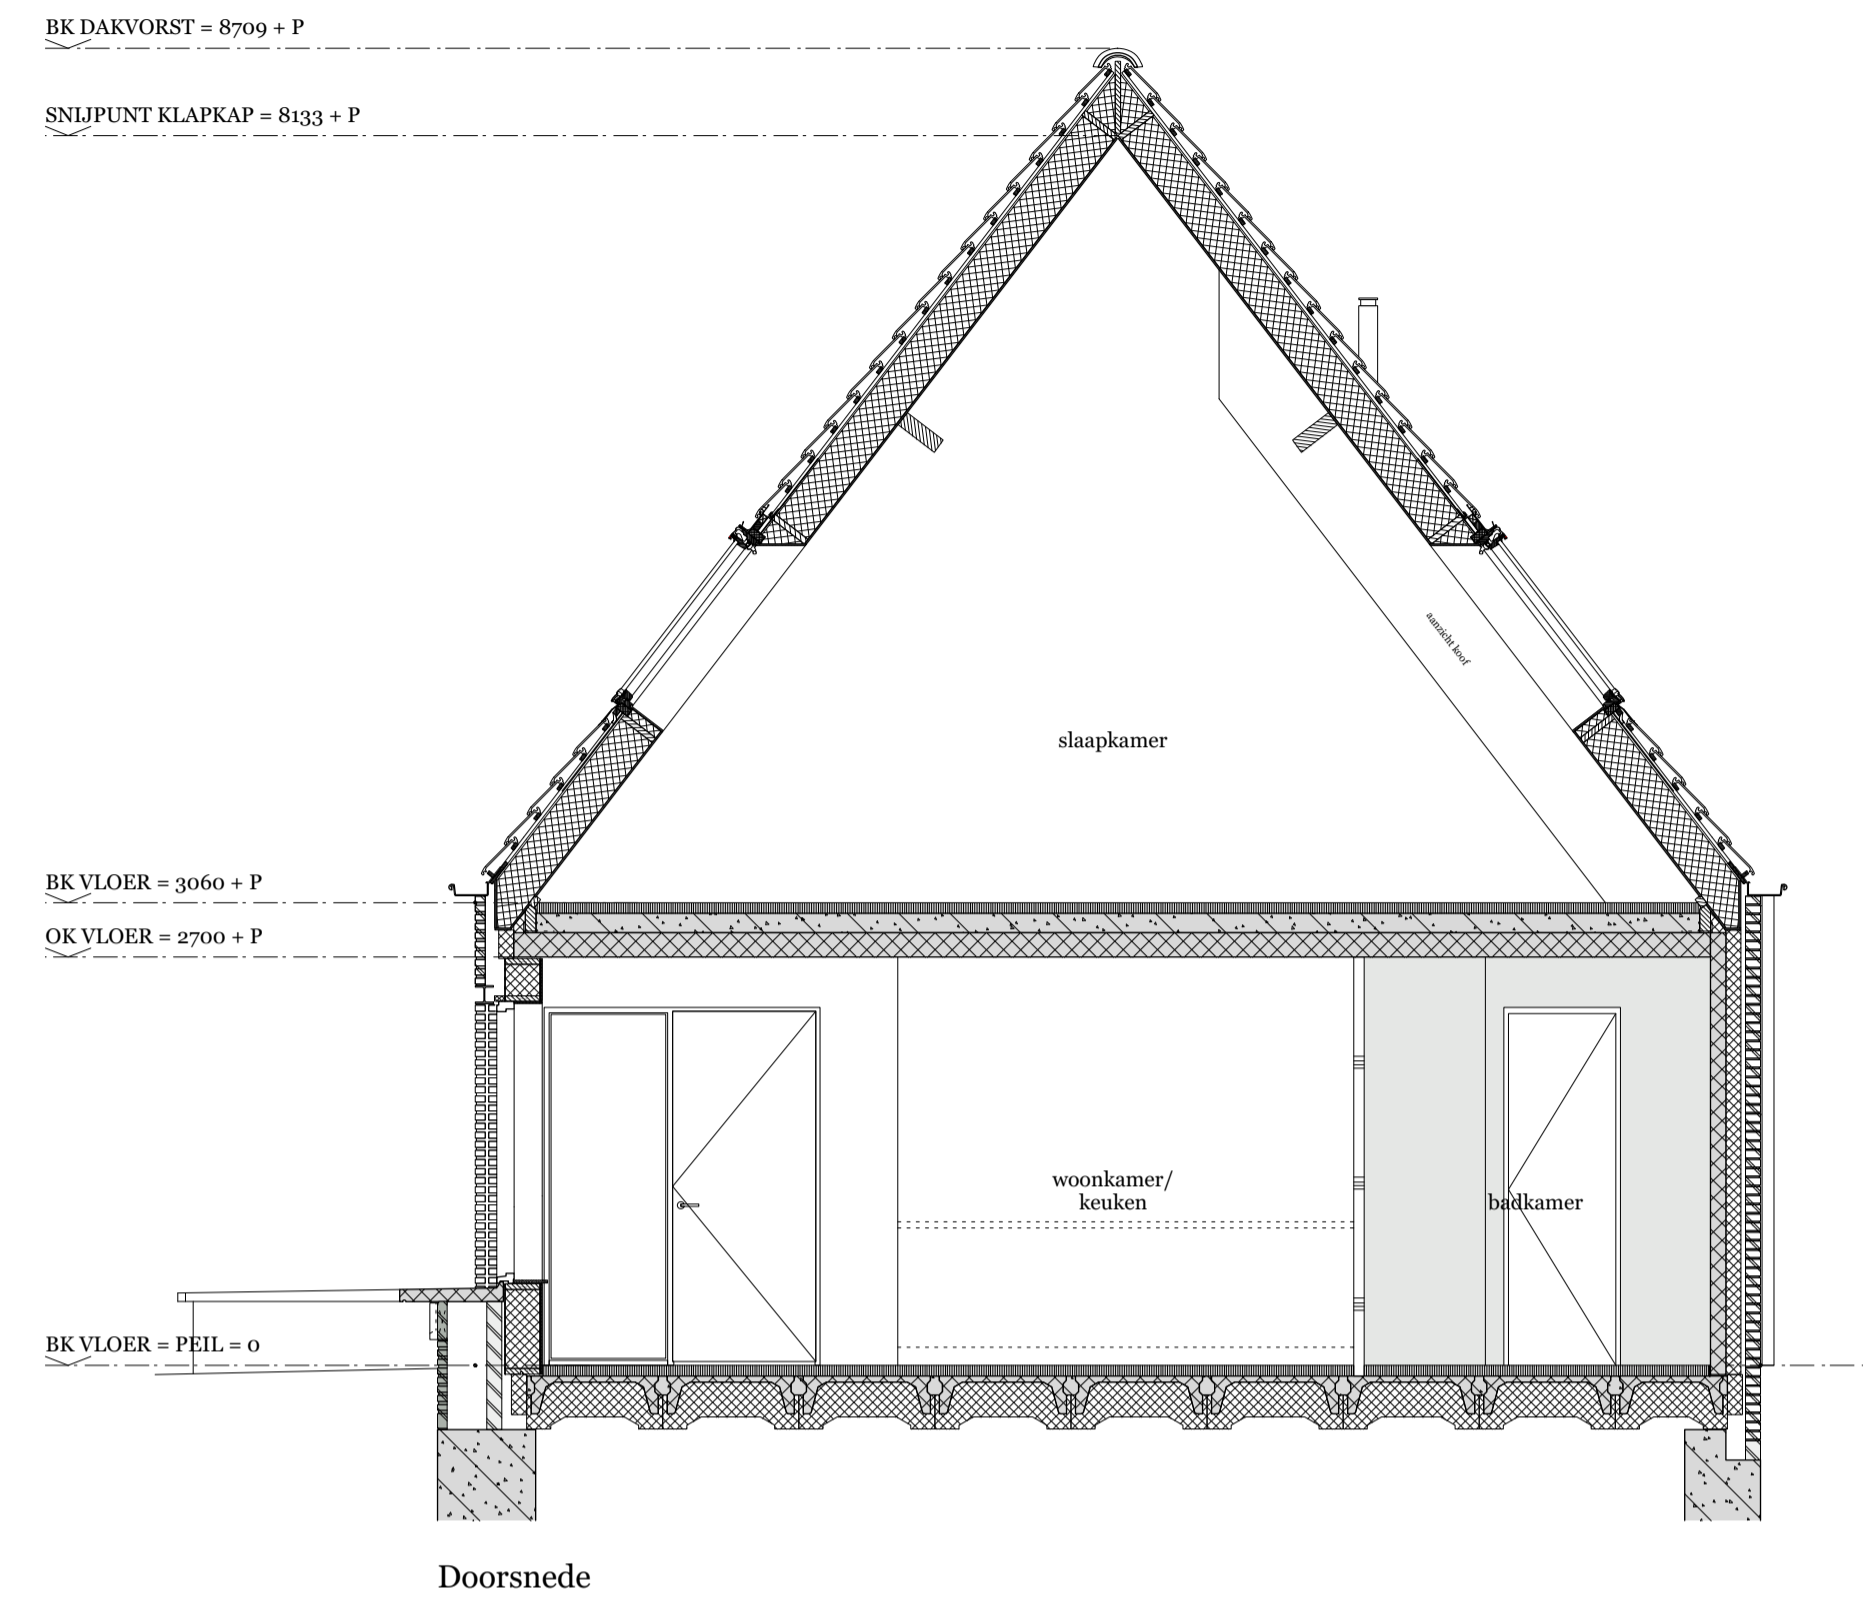 BK DAKVORST = 8709 + P
SNIJPUNT KLAPKAP = 8133 + P
aanzicht koof
slaapkamer
BK VLOER = 3060 + P
OK VLOER = 2700 + P
woonkamer/
keuken
badkamer
BK VLOER = PEIL = 0
Doorsnede